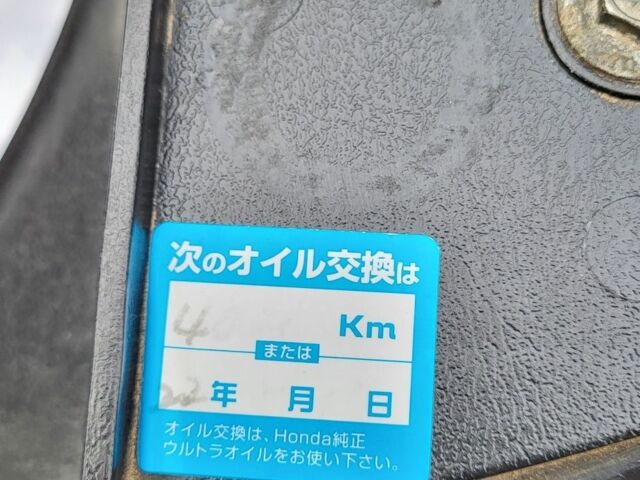 次のオイル交換は
4 Km
または
年 月 日
オイル交換は、Honda純正
ウルトラオイルをお使い下さい。